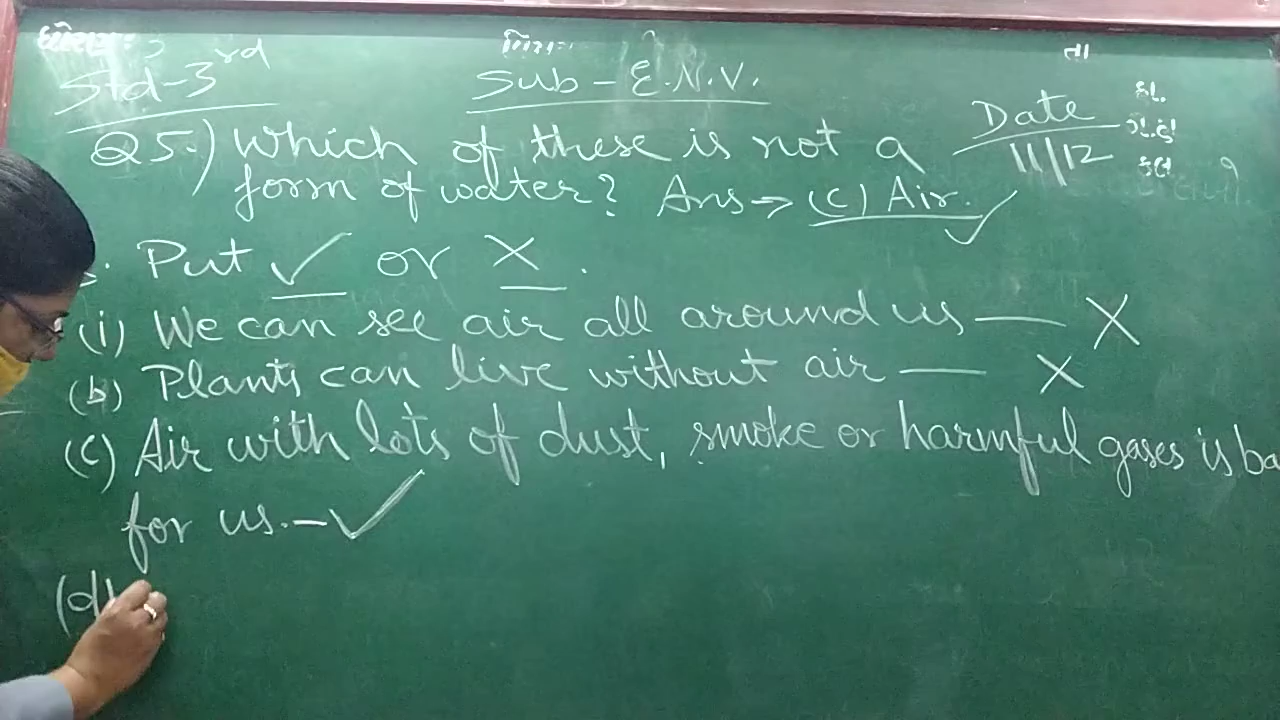 વિષય:
તા
Std-3rd
Sub - E.N.V.
Date
11/12
Q5.) Which of these is not a
form of water? Ans → (C) Air. ✓
Put ✓ or X .
(i) We can see air all around us — X
(b) Plants can live without air — X
(C) Air with lots of dust, smoke or harmful gases is ba
for us. - ✓
(d)